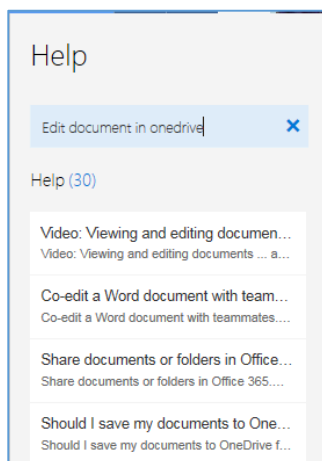 Help
Edit document in onedrive
Help (30)
Video: Viewing and editing documen...
Video: Viewing and editing documents ... a...
Co-edit a Word document with team...
Co-edit a Word document with teammates....
Share documents or folders in Office...
Share documents or folders in Office 365....
Should I save my documents to One...
Should I save my documents to OneDrive f...